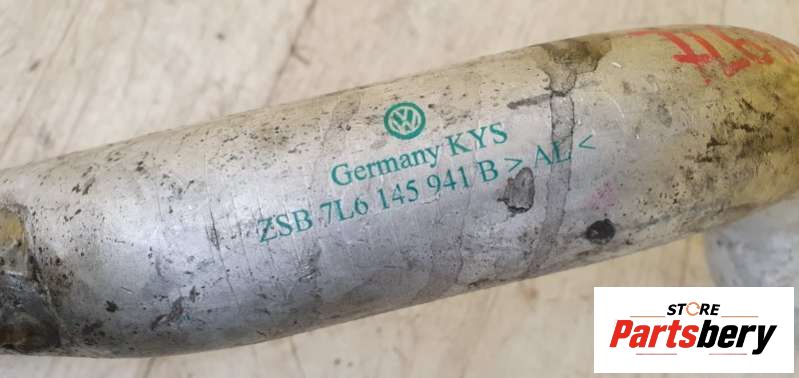 Germany KYS
ZSB 7L6 145 941 B > AL <
STORE
Partsbery